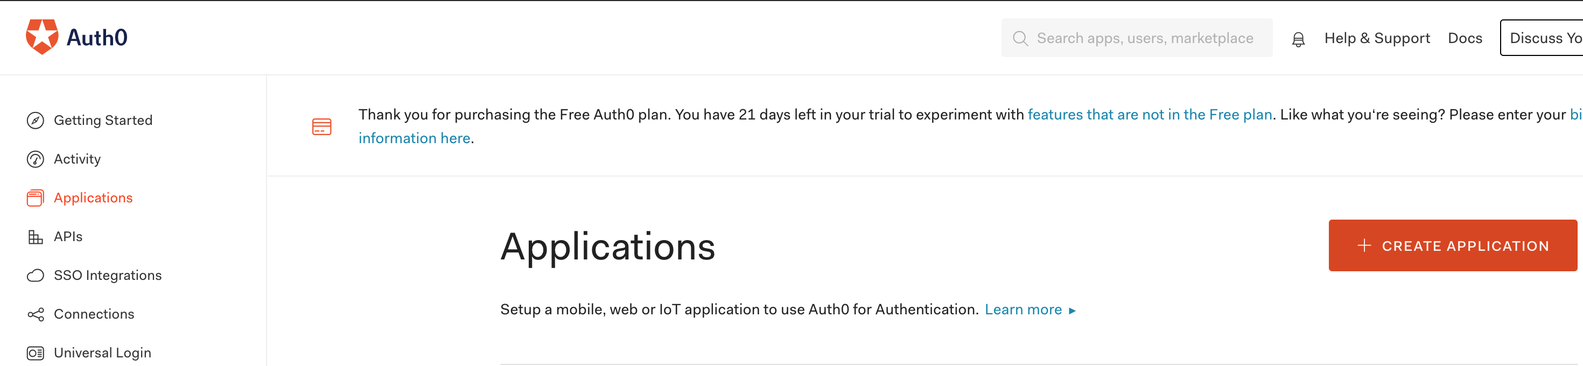 Auth0
Search apps, users, marketplace
Help & Support
Docs
Discuss Yo
Getting Started
Activity
Applications
APIs
SSO Integrations
Connections
Universal Login
Thank you for purchasing the Free Auth0 plan. You have 21 days left in your trial to experiment with features that are not in the Free plan. Like what you're seeing? Please enter your bi
information here.
Applications
CREATE APPLICATION
Setup a mobile, web or IoT application to use Auth0 for Authentication. Learn more ▸